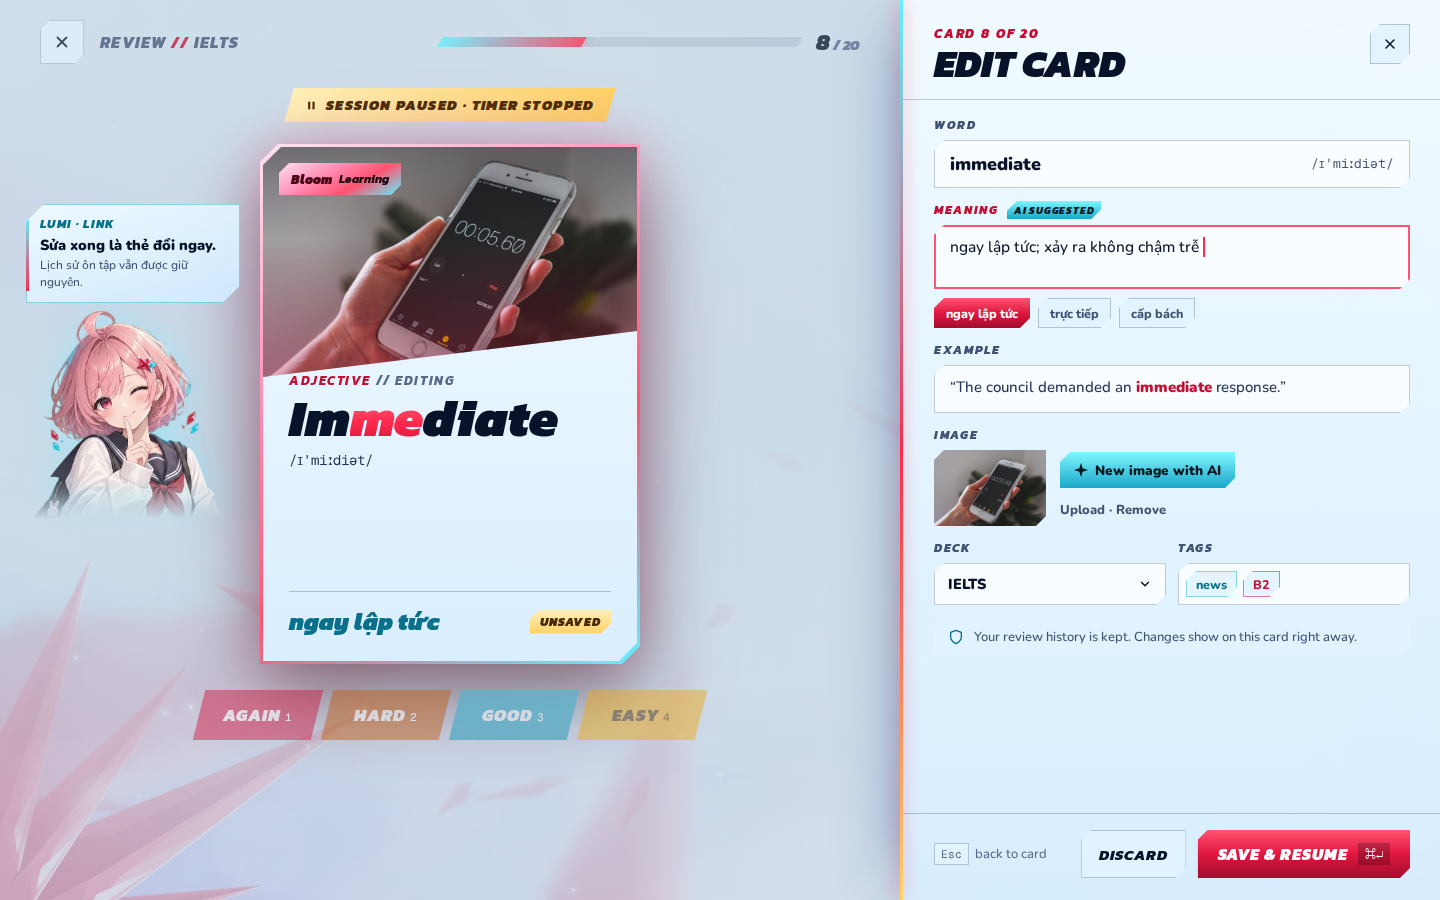 REVIEW // IELTS
8 / 20
SESSION PAUSED · TIMER STOPPED
LUMI · LINK
Sửa xong là thẻ đổi ngay.
Lịch sử ôn tập vẫn được giữ
nguyên.
Bloom Learning
00:05.60
ADJECTIVE // EDITING
Immediate
/ɪˈmiːdiət/
ngay lập tức
UNSAVED
AGAIN 1
HARD 2
GOOD 3
EASY 4
CARD 8 OF 20
EDIT CARD
WORD
immediate
/ɪˈmiːdiət/
MEANING
AI SUGGESTED
ngay lập tức; xảy ra không chậm trễ
ngay lập tức
trực tiếp
cấp bách
EXAMPLE
“The council demanded an immediate response.”
IMAGE
New image with AI
Upload · Remove
DECK
TAGS
IELTS
news
B2
Your review history is kept. Changes show on this card right away.
Esc back to card
DISCARD
SAVE & RESUME ⌘↵